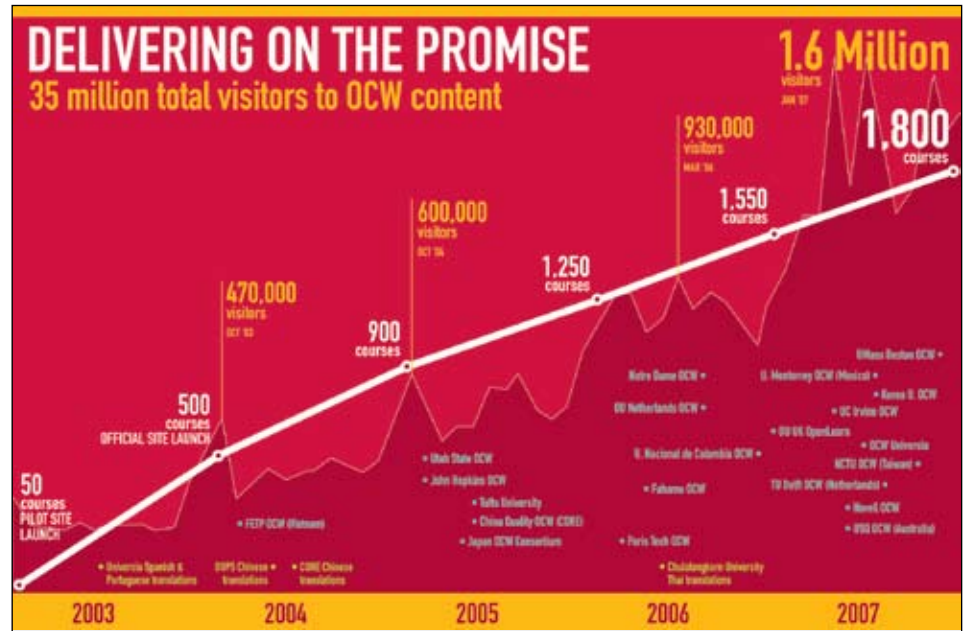 DELIVERING ON THE PROMISE
35 million total visitors to OCW content
1.6 Million
visitors
JAN '07
1,800
courses
930,000
visitors
MAR '06
1,550
courses
600,000
visitors
OCT '04
1,250
courses
470,000
visitors
OCT '03
900
courses
500
courses
OFFICIAL SITE LAUNCH
50
courses
PILOT SITE
LAUNCH
UMass Boston OCW
Notre Dame OCW
U. Monterrey OCW (Mexico)
Korea U. OCW
OU Netherlands OCW
UC Irvine OCW
OU UK OpenLearn
OCW Universia
Utah State OCW
U. Nacional de Colombia OCW
NCTU OCW (Taiwan)
John Hopkins OCW
Fahamu OCW
TU Delft OCW (Netherlands)
Tufts University
Novell OCW
FETP OCW (Vietnam)
China Quality OCW (CORE)
USQ OCW (Australia)
Japan OCW Consortium
Paris Tech OCW
Universia Spanish &
Portuguese translations
OOPS Chinese
translations
CORE Chinese
translations
Chulalongkorn University
Thai translations
2003
2004
2005
2006
2007